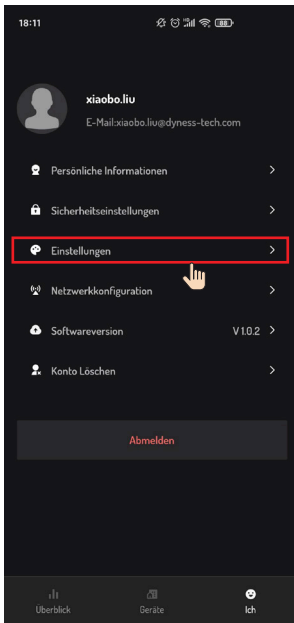 18:11
xiaobo.liu
E-Mail:xiaobo.liu@dyness-tech.com
Persönliche Informationen
Sicherheitseinstellungen
Einstellungen
Netzwerkkonfiguration
Softwareversion V 1.0.2
Konto Löschen
Abmelden
Überblick Geräte Ich